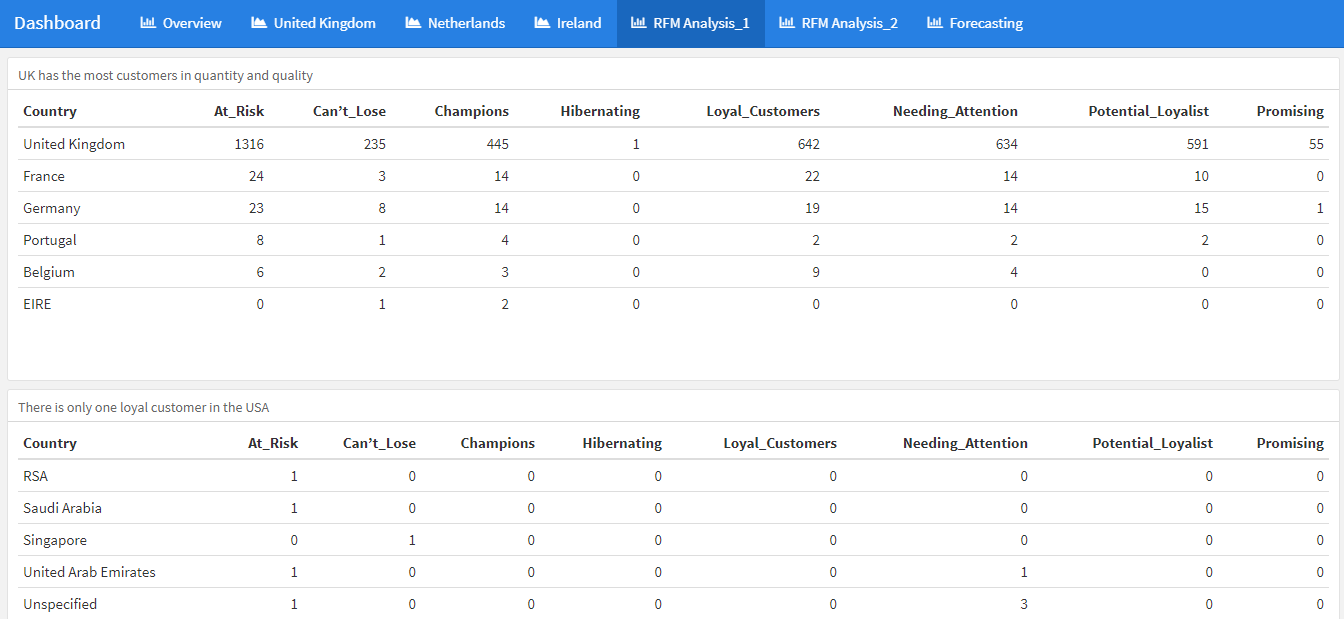 Dashboard Overview United Kingdom Netherlands Ireland RFM Analysis_1 RFM Analysis_2 Forecasting
UK has the most customers in quantity and quality
Country At_Risk Can’t_Lose Champions Hibernating Loyal_Customers Needing_Attention Potential_Loyalist Promising
United Kingdom 1316 235 445 1 642 634 591 55
France 24 3 14 0 22 14 10 0
Germany 23 8 14 0 19 14 15 1
Portugal 8 1 4 0 2 2 2 0
Belgium 6 2 3 0 9 4 0 0
EIRE 0 1 2 0 0 0 0 0
There is only one loyal customer in the USA
Country At_Risk Can’t_Lose Champions Hibernating Loyal_Customers Needing_Attention Potential_Loyalist Promising
RSA 1 0 0 0 0 0 0 0
Saudi Arabia 1 0 0 0 0 0 0 0
Singapore 0 1 0 0 0 0 0 0
United Arab Emirates 1 0 0 0 0 1 0 0
Unspecified 1 0 0 0 0 3 0 0